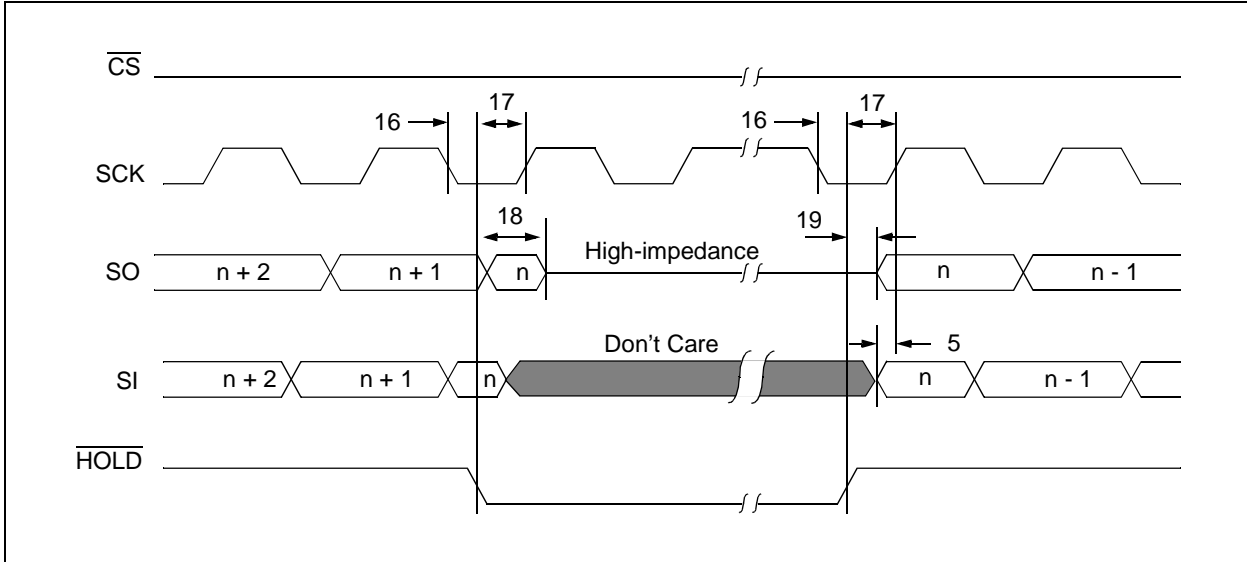 CS
16
17
16
17
SCK
18
19
High-impedance
SO
n + 2
n + 1
n
n
n - 1
Don't Care
5
SI
n + 2
n + 1
n
n
n - 1
HOLD